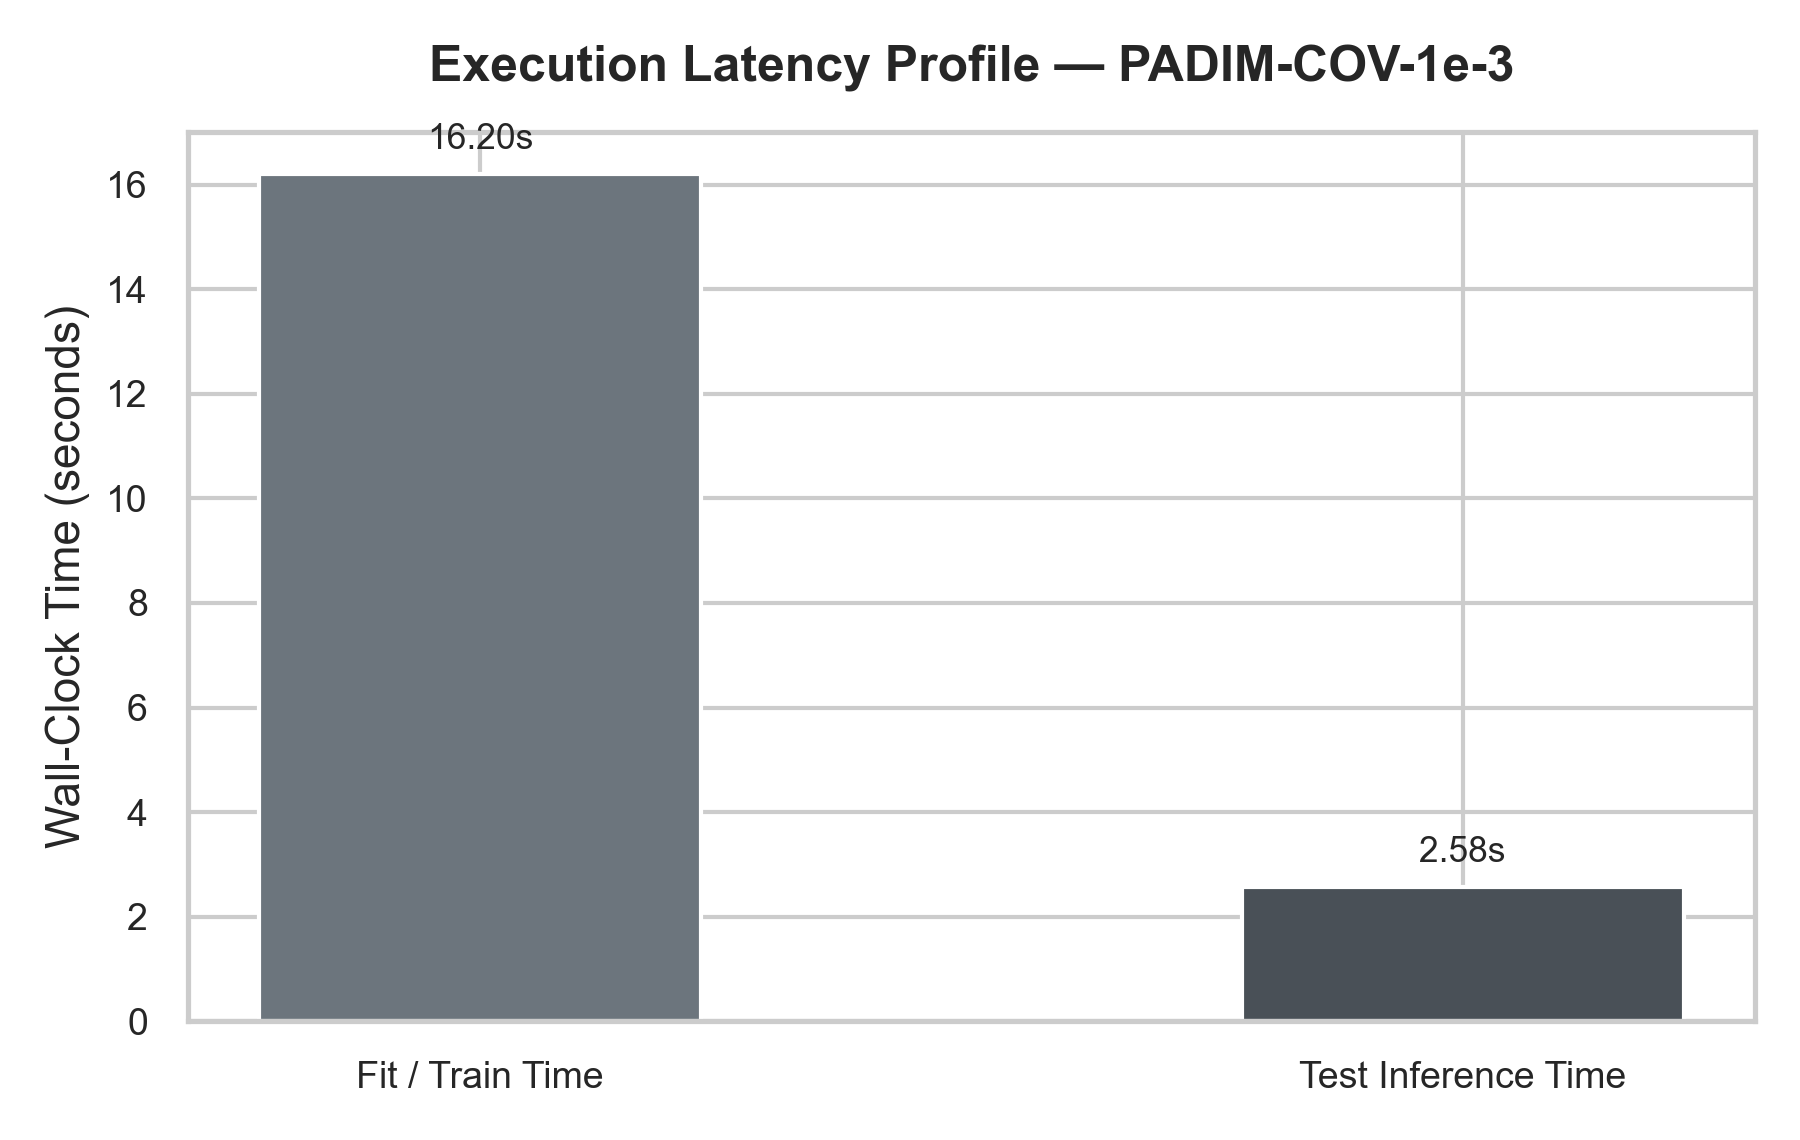 Execution Latency Profile — PADIM-COV-1e-3
16.20s
16
14
12
10
8
6
4
2
0
Wall-Clock Time (seconds)
2.58s
Fit / Train Time
Test Inference Time